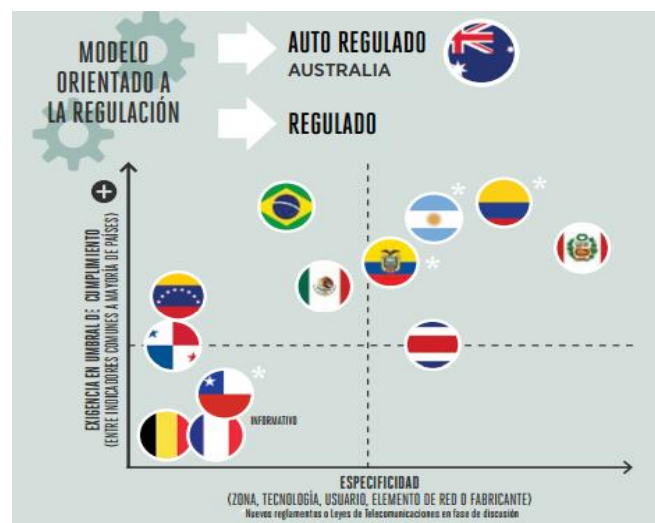 MODELO
ORIENTADO A
LA REGULACIÓN
AUTO REGULADO
AUSTRALIA
REGULADO
EXIGENCIA EN UMBRAL DE CUMPLIMIENTO
(ENTRE INDICADORES COMUNES A MAYORÍA DE PAÍSES)
+
*
*
*
*
INFORMATIVO
ESPECIFICIDAD
(ZONA, TECNOLOGÍA, USUARIO, ELEMENTO DE RED O FABRICANTE)
Nuevos reglamentos o Leyes de Telecomunicaciones en fase de discusión